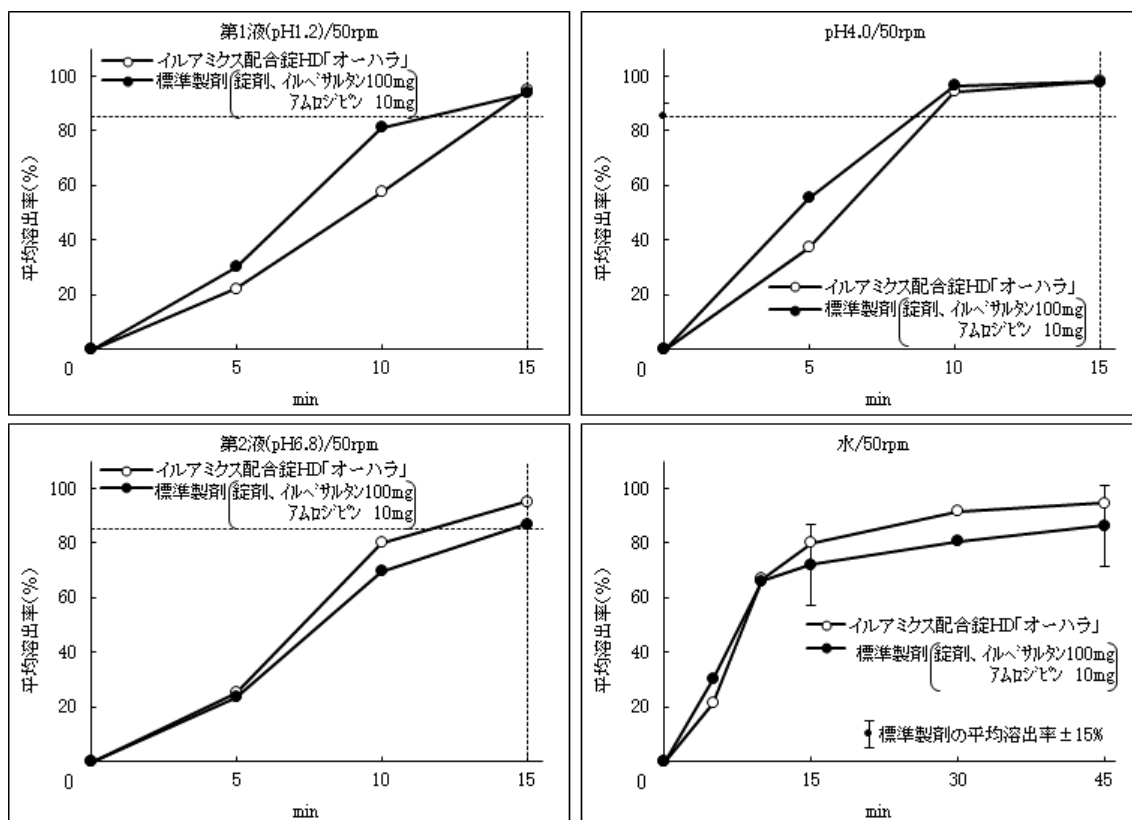 第1液(pH1.2)/50rpm
イルアミクス配合錠HD「オーハラ」
標準製剤(錠剤、イルベサルタン100mg
アムロジピン 10mg)
平均溶出率(%)
100
80
60
40
20
0
5
10
15
min
pH4.0/50rpm
平均溶出率(%)
100
80
60
40
20
イルアミクス配合錠HD「オーハラ」
標準製剤(錠剤、イルベサルタン100mg
アムロジピン 10mg)
0
5
10
15
min
第2液(pH6.8)/50rpm
イルアミクス配合錠HD「オーハラ」
標準製剤(錠剤、イルベサルタン100mg
アムロジピン 10mg)
平均溶出率(%)
100
80
60
40
20
0
5
10
15
min
水/50rpm
平均溶出率(%)
100
80
60
40
20
イルアミクス配合錠HD「オーハラ」
標準製剤(錠剤、イルベサルタン100mg
アムロジピン 10mg)
標準製剤の平均溶出率±15%
0
15
30
45
min